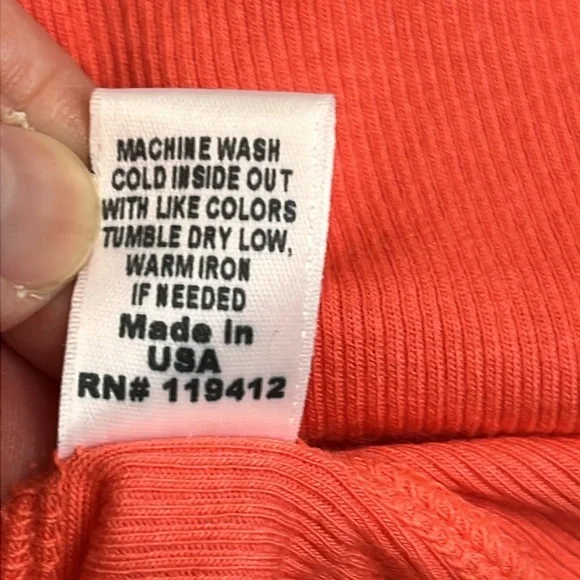 MACHINE WASH
COLD INSIDE OUT
WITH LIKE COLORS
TUMBLE DRY LOW,
WARM IRON
IF NEEDED
Made in
USA
RN# 119412